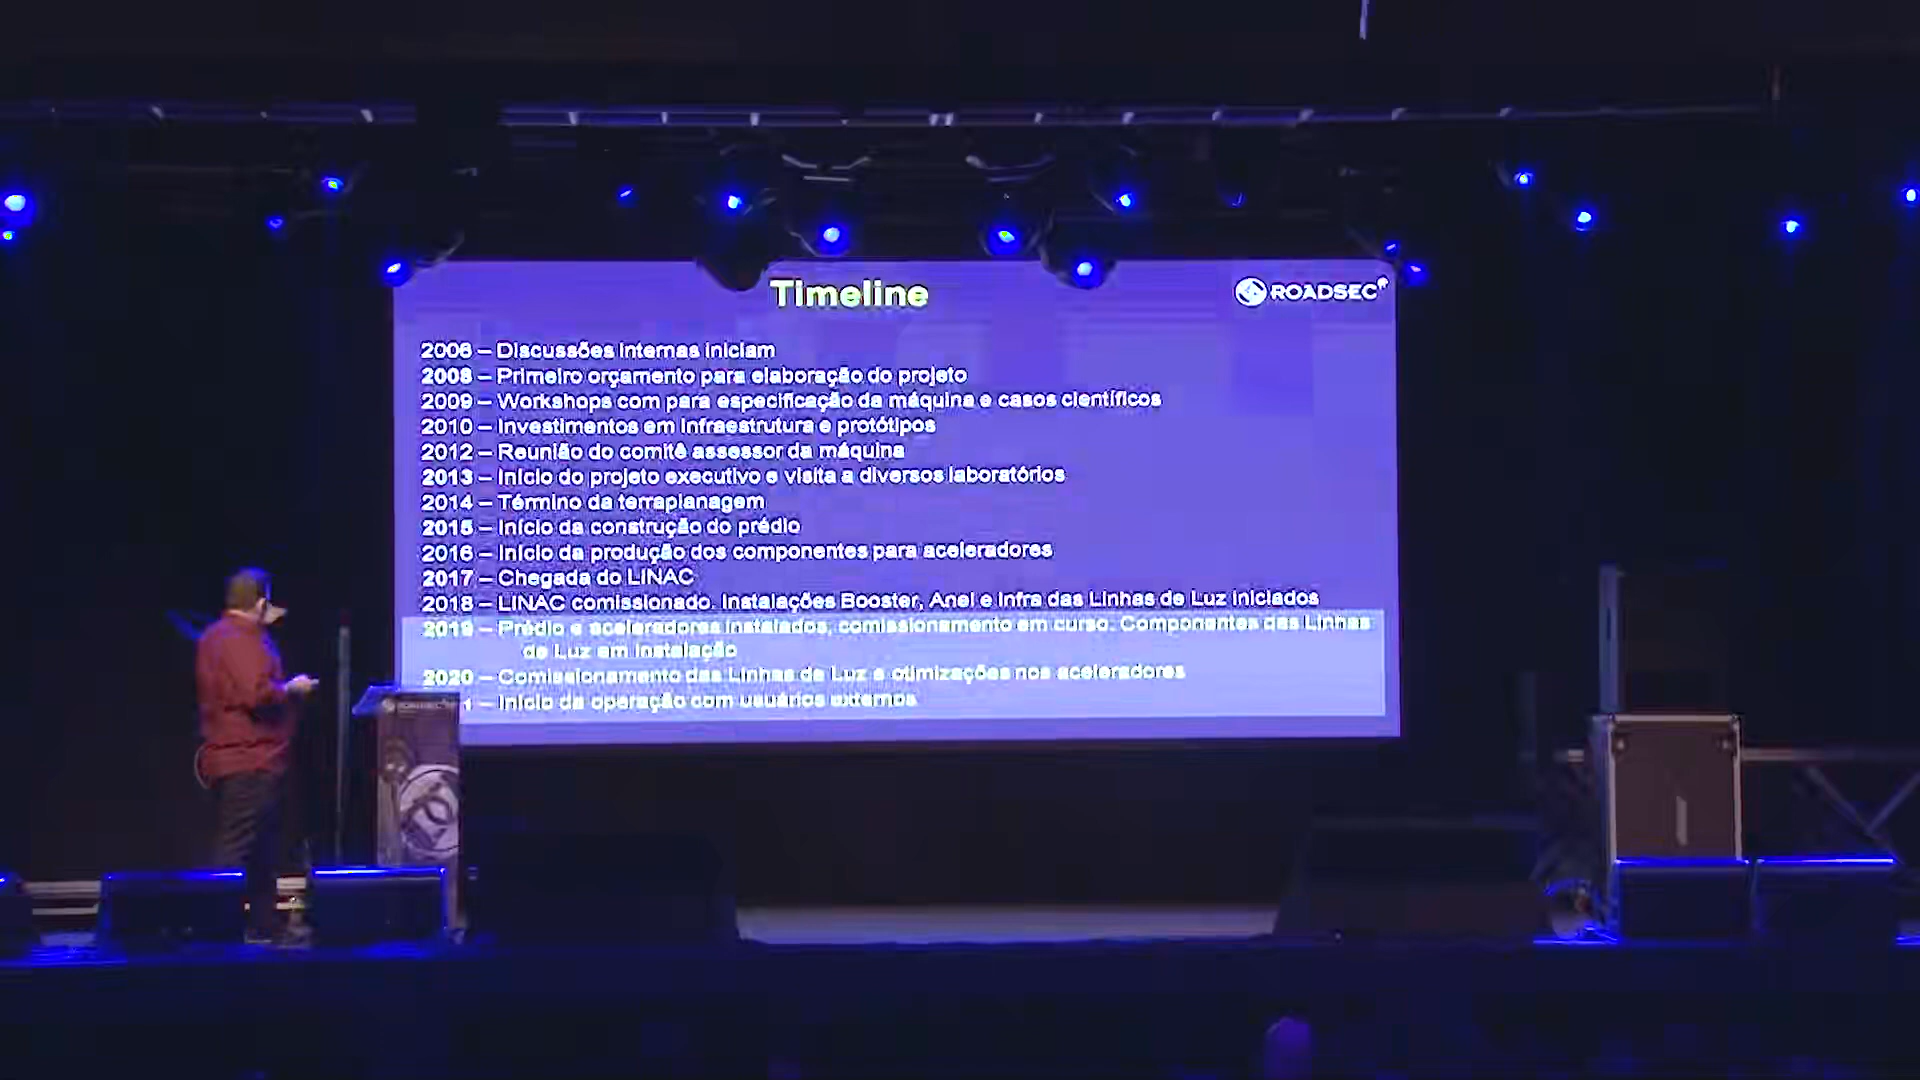 Timeline
ROADSEC
2006 – Discussões internas iniciam
2008 – Primeiro orçamento para elaboração do projeto
2009 – Workshops com para especificação da máquina e casos científicos
2010 – Investimentos em infraestrutura e protótipos
2012 – Reunião do comitê assessor da máquina
2013 – Início do projeto executivo e visita a diversos laboratórios
2014 – Término da terraplanagem
2015 – Início da construção do prédio
2016 – Início da produção dos componentes para aceleradores
2017 – Chegada do LINAC
2018 – LINAC comissionado. Instalações Booster, Anel e infra das Linhas de Luz iniciados
2019 – Prédio e aceleradores instalados, comissionamento em curso. Componentes das Linhas
de Luz em instalação
2020 – Comissionamento das Linhas de Luz e otimizações nos aceleradores
1 – Início da operação com usuários externos
ROADSEC